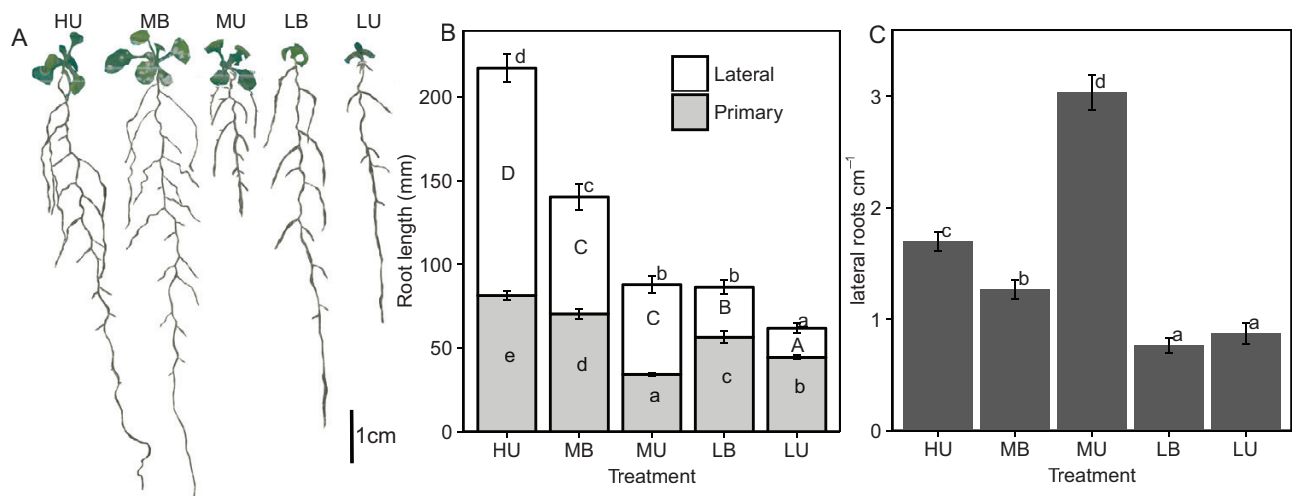 A
HU MB MU LB LU
1cm
B
Root length (mm)
200
150
100
50
0
Lateral
Primary
d
D
e
c
C
d
b
C
a
b
B
c
a
A
b
HU MB MU LB LU
Treatment
C
lateral roots cm⁻¹
3
2
1
0
c
b
d
a
a
HU MB MU LB LU
Treatment